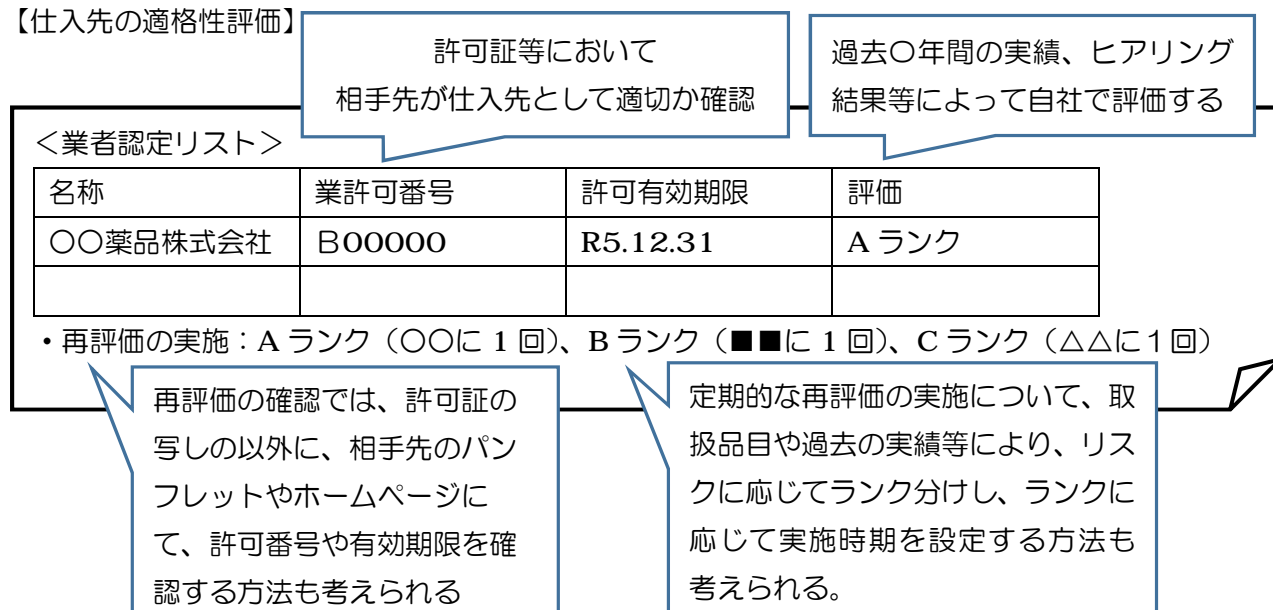 【仕入先の適格性評価】
許可証等において
相手先が仕入先として適切か確認
過去〇年間の実績、ヒアリング
結果等によって自社で評価する
＜業者認定リスト＞
名称 業許可番号 許可有効期限 評価
〇〇薬品株式会社 B00000 R5.12.31 A ランク
・再評価の実施：A ランク（〇〇に 1 回）、B ランク（■■に 1 回）、C ランク（△△に１回）
再評価の確認では、許可証の
写しの以外に、相手先のパン
フレットやホームページに
て、許可番号や有効期限を確
認する方法も考えられる
定期的な再評価の実施について、取
扱品目や過去の実績等により、リス
クに応じてランク分けし、ランクに
応じて実施時期を設定する方法も
考えられる。